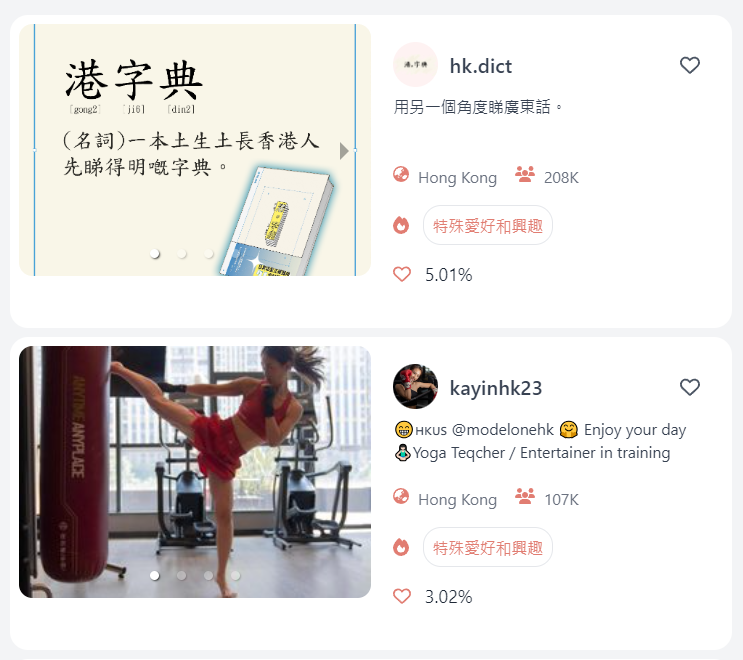 港字典
[gong2] [ji6] [din2]
(名詞)一本土生土長香港人
先睇得明嘅字典。
港字典
hk.dict
用另一個角度睇廣東話。
Hong Kong 208K
特殊愛好和興趣
5.01%
ANYTIME ANYPLACE
kayinhk23
😁ʜᴋᴜs @modelonehk 🤗 Enjoy your day
🧘🏻‍♀️Yoga Teqcher / Entertainer in training
Hong Kong 107K
特殊愛好和興趣
3.02%